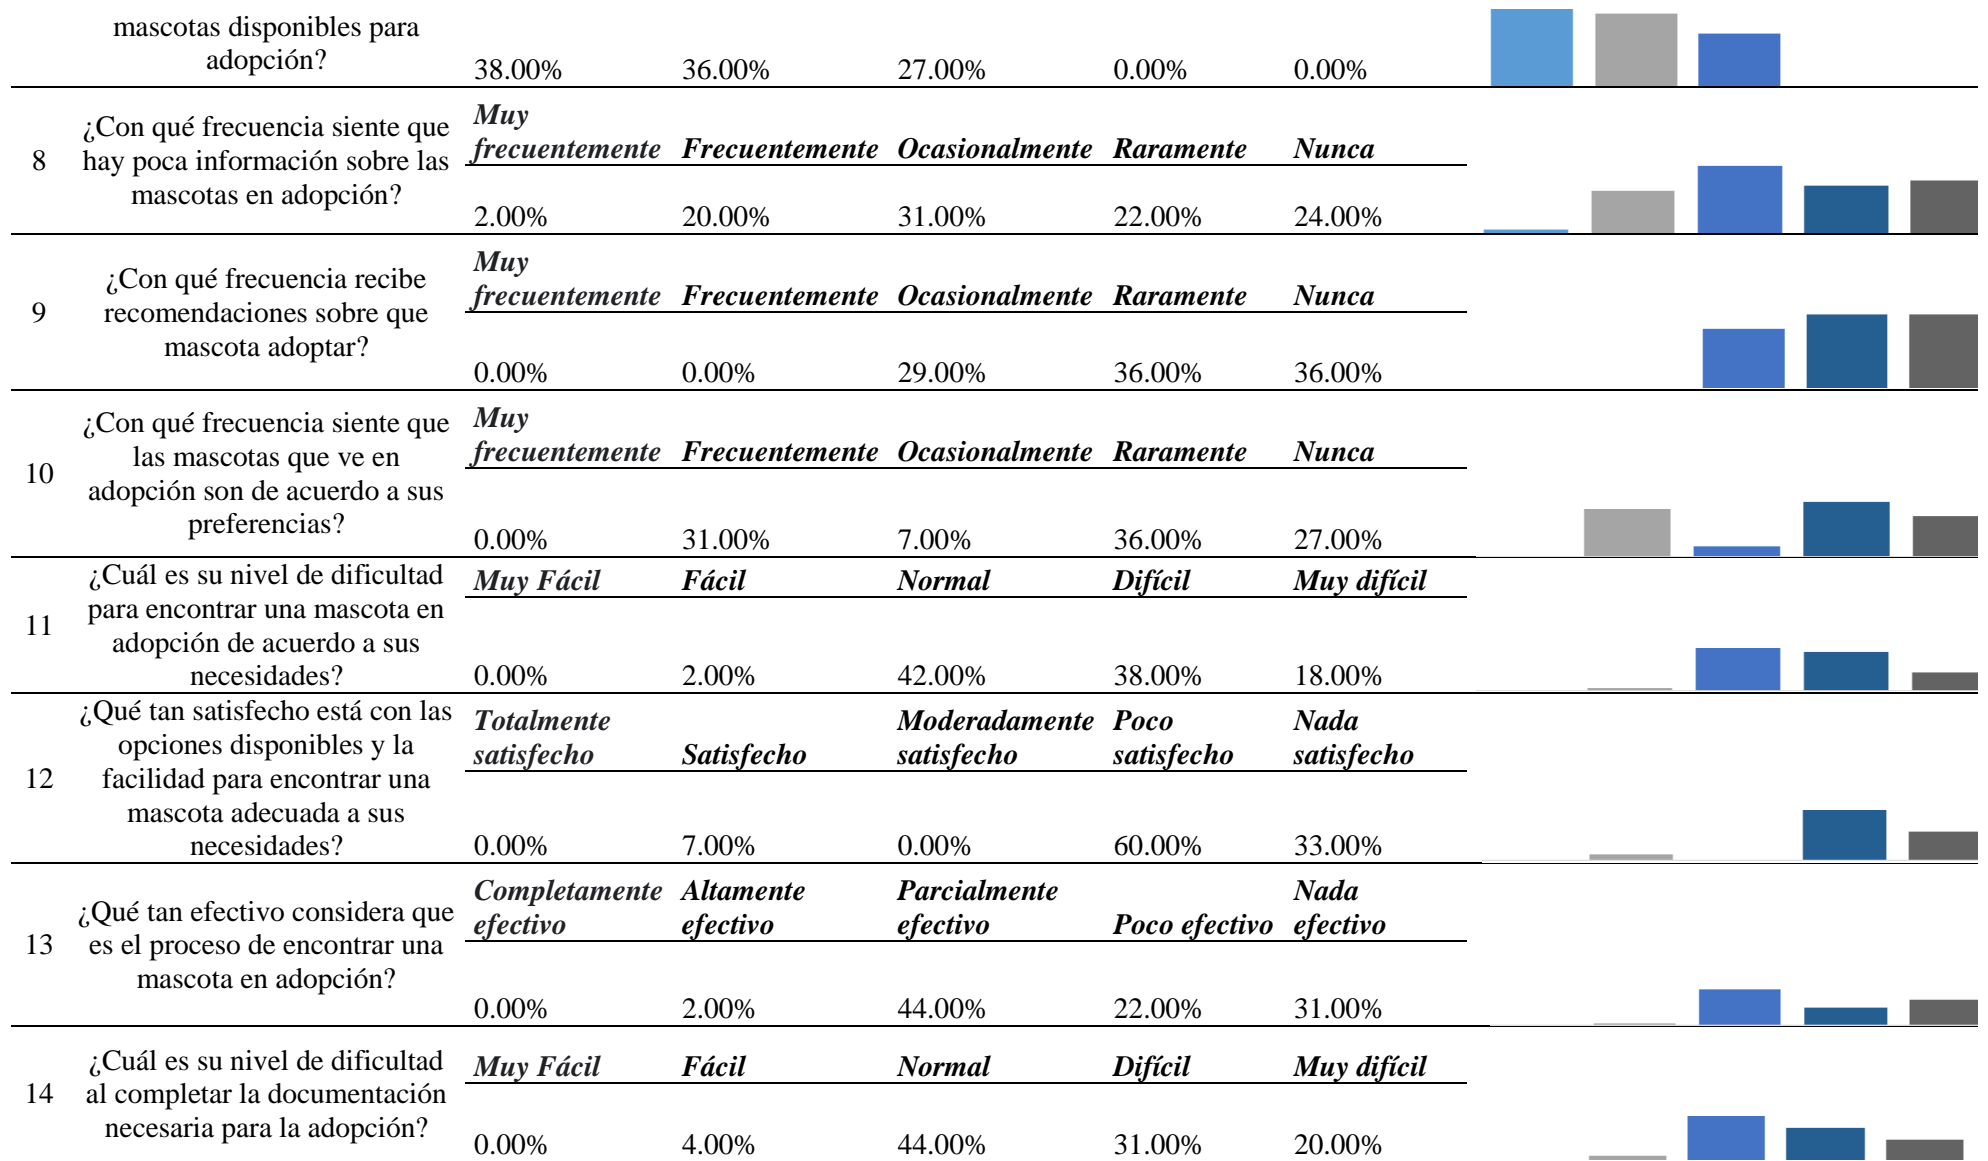 mascotas disponibles para
adopción?
38.00% 36.00% 27.00% 0.00% 0.00%
8
¿Con qué frecuencia siente que
hay poca información sobre las
mascotas en adopción?
Muy
frecuentemente Frecuentemente Ocasionalmente Raramente Nunca
2.00% 20.00% 31.00% 22.00% 24.00%
9
¿Con qué frecuencia recibe
recomendaciones sobre que
mascota adoptar?
Muy
frecuentemente Frecuentemente Ocasionalmente Raramente Nunca
0.00% 0.00% 29.00% 36.00% 36.00%
10
¿Con qué frecuencia siente que
las mascotas que ve en
adopción son de acuerdo a sus
preferencias?
Muy
frecuentemente Frecuentemente Ocasionalmente Raramente Nunca
0.00% 31.00% 7.00% 36.00% 27.00%
11
¿Cuál es su nivel de dificultad
para encontrar una mascota en
adopción de acuerdo a sus
necesidades?
Muy Fácil Fácil Normal Difícil Muy difícil
0.00% 2.00% 42.00% 38.00% 18.00%
12
¿Qué tan satisfecho está con las
opciones disponibles y la
facilidad para encontrar una
mascota adecuada a sus
necesidades?
Totalmente Moderadamente Poco Nada
satisfecho Satisfecho satisfecho satisfecho satisfecho
0.00% 7.00% 0.00% 60.00% 33.00%
13
¿Qué tan efectivo considera que
es el proceso de encontrar una
mascota en adopción?
Completamente Altamente Parcialmente Nada
efectivo efectivo efectivo Poco efectivo efectivo
0.00% 2.00% 44.00% 22.00% 31.00%
14
¿Cuál es su nivel de dificultad
al completar la documentación
necesaria para la adopción?
Muy Fácil Fácil Normal Difícil Muy difícil
0.00% 4.00% 44.00% 31.00% 20.00%